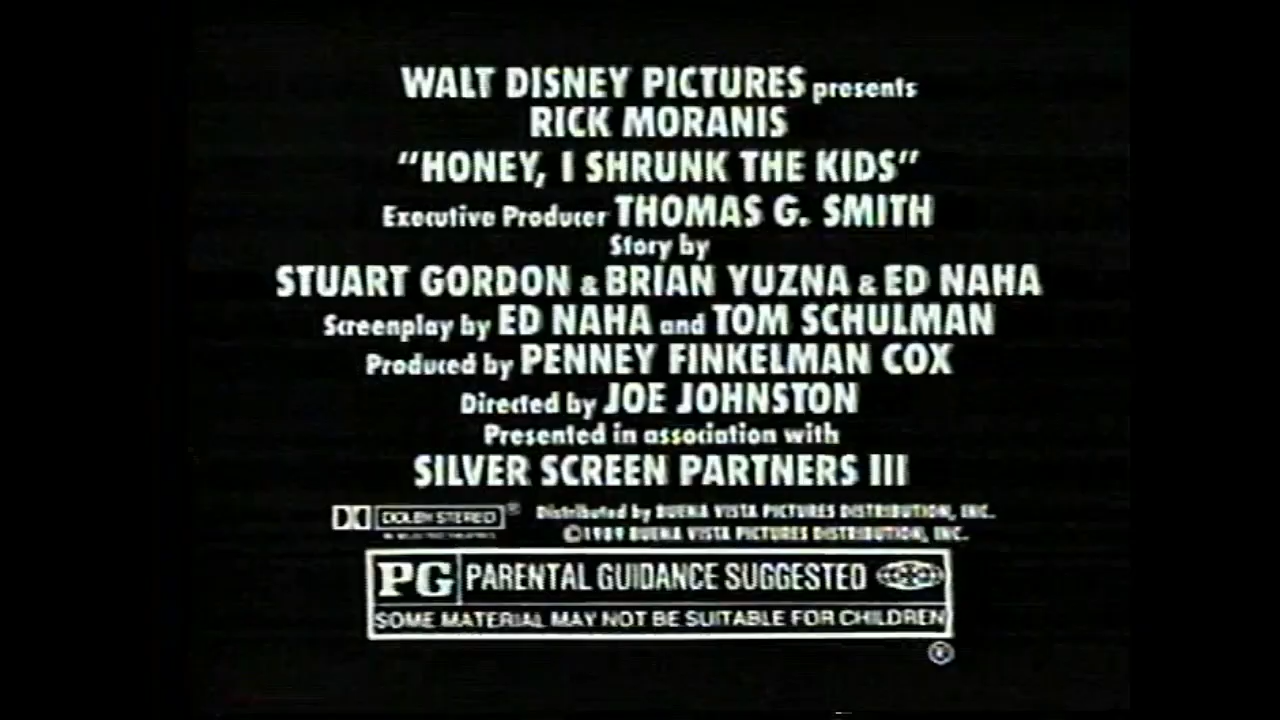 WALT DISNEY PICTURES presents
RICK MORANIS
"HONEY, I SHRUNK THE KIDS"
Executive Producer THOMAS G. SMITH
Story by
STUART GORDON & BRIAN YUZNA & ED NAHA
Screenplay by ED NAHA and TOM SCHULMAN
Produced by PENNEY FINKELMAN COX
Directed by JOE JOHNSTON
Presented in association with
SILVER SCREEN PARTNERS III
DOLBY STEREO ® Distributed by BUENA VISTA PICTURES DISTRIBUTION, INC.
©1989 BUENA VISTA PICTURES DISTRIBUTION, INC.
PG PARENTAL GUIDANCE SUGGESTED
SOME MATERIAL MAY NOT BE SUITABLE FOR CHILDREN
®